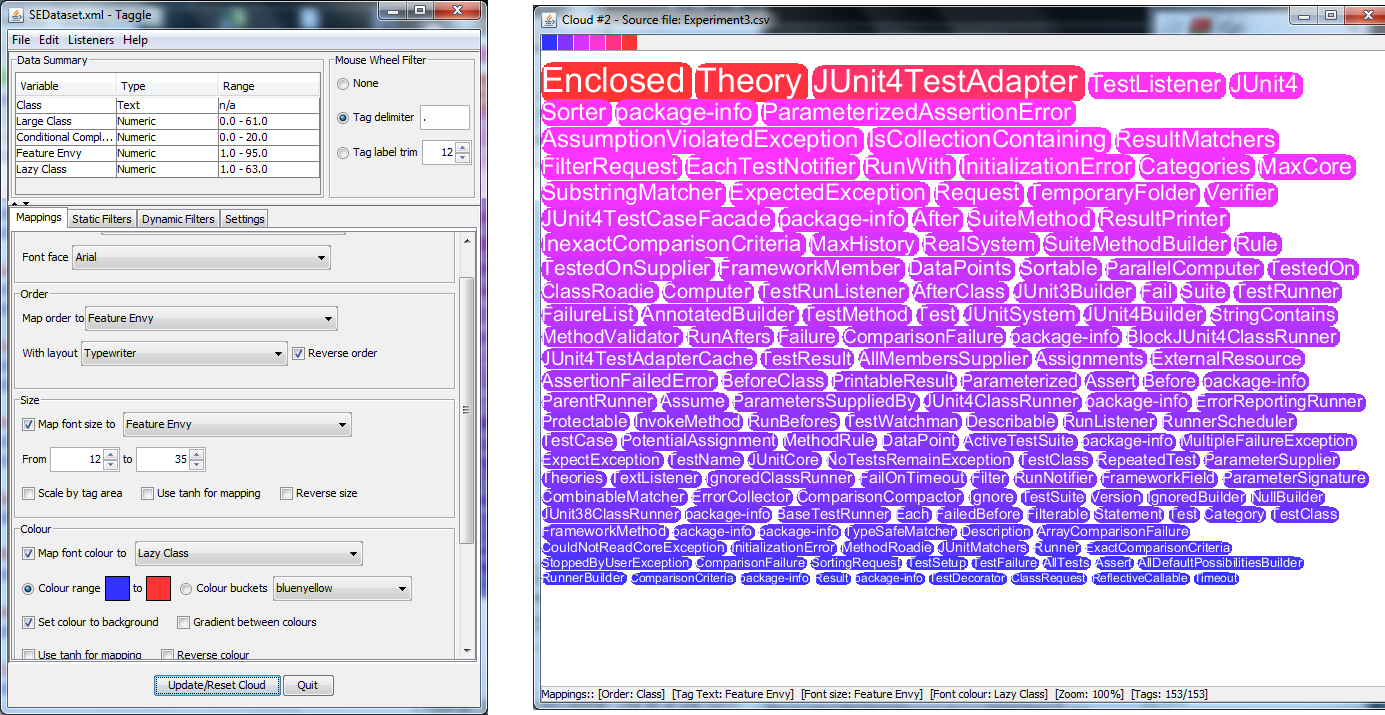 SEDataset.xml - Taggle
File Edit Listeners Help
Data Summary
Variable Type Range
Class Text n/a
Large Class Numeric 0.0 - 61.0
Conditional Compl... Numeric 0.0 - 20.0
Feature Envy Numeric 1.0 - 95.0
Lazy Class Numeric 1.0 - 63.0
Mouse Wheel Filter
None
Tag delimiter .
Tag label trim 12
Mappings Static Filters Dynamic Filters Settings
Font face Arial
Order
Map order to Feature Envy
With layout Typewriter Reverse order
Size
Map font size to Feature Envy
From 12 to 35
Scale by tag area Use tanh for mapping Reverse size
Colour
Map font colour to Lazy Class
Colour range to Colour buckets bluenyellow
Set colour to background Gradient between colours
Use tanh for mapping Reverse colour
Update/Reset Cloud Quit
Cloud #2 - Source file: Experiment3.csv
Enclosed Theory JUnit4TestAdapter TestListener JUnit4
Sorter package-info ParameterizedAssertionError
AssumptionViolatedException IsCollectionContaining ResultMatchers
FilterRequest EachTestNotifier RunWith InitializationError Categories MaxCore
SubstringMatcher ExpectedException Request TemporaryFolder Verifier
JUnit4TestCaseFacade package-info After SuiteMethod ResultPrinter
InexactComparisonCriteria MaxHistory RealSystem SuiteMethodBuilder Rule
TestedOnSupplier FrameworkMember DataPoints Sortable ParallelComputer TestedOn
ClassRoadie Computer TestRunListener AfterClass JUnit3Builder Fail Suite TestRunner
FailureList AnnotatedBuilder TestMethod Test JUnitSystem JUnit4Builder StringContains
MethodValidator RunAfters Failure ComparisonFailure package-info BlockJUnit4ClassRunner
JUnit4TestAdapterCache TestResult AllMembersSupplier Assignments ExternalResource
AssertionFailedError BeforeClass PrintableResult Parameterized Assert Before package-info
ParentRunner Assume ParametersSuppliedBy JUnit4ClassRunner package-info ErrorReportingRunner
Protectable InvokeMethod RunBefores TestWatchman Describable RunListener RunnerScheduler
TestCase PotentialAssignment MethodRule DataPoint ActiveTestSuite package-info MultipleFailureException
ExpectException TestName JUnitCore NoTestsRemainException TestClass RepeatedTest ParameterSupplier
Theories TextListener IgnoredClassRunner FailOnTimeout Filter RunNotifier FrameworkField ParameterSignature
CombinableMatcher ErrorCollector ComparisonCompactor Ignore TestSuite Version IgnoredBuilder NullBuilder
JUnit38ClassRunner package-info BaseTestRunner Each FailedBefore Filterable Statement Test Category TestClass
FrameworkMethod package-info package-info TypeSafeMatcher Description ArrayComparisonFailure
CouldNotReadCoreException InitializationError MethodRoadie JUnitMatchers Runner ExactComparisonCriteria
StoppedByUserException ComparisonFailure SortingRequest TestSetup TestFailure AllTests Assert AllDefaultPossibilitiesBuilder
RunnerBuilder ComparisonCriteria package-info Result package-info TestDecorator ClassRequest ReflectiveCallable Timeout
Mappings:: [Order: Class] [Tag Text: Feature Envy] [Font size: Feature Envy] [Font colour: Lazy Class] [Zoom: 100%] [Tags: 153/153]